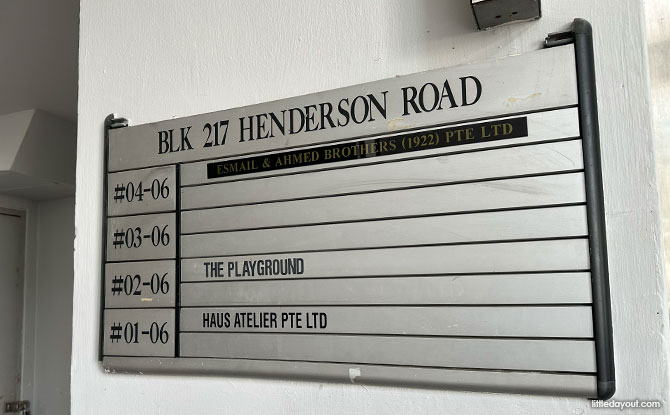 BLK 217 HENDERSON ROAD
ESMAIL & AHMED BROTHERS (1922) PTE LTD
#04-06
#03-06
#02-06 THE PLAYGROUND
#01-06 HAUS ATELIER PTE LTD
littledayout.com